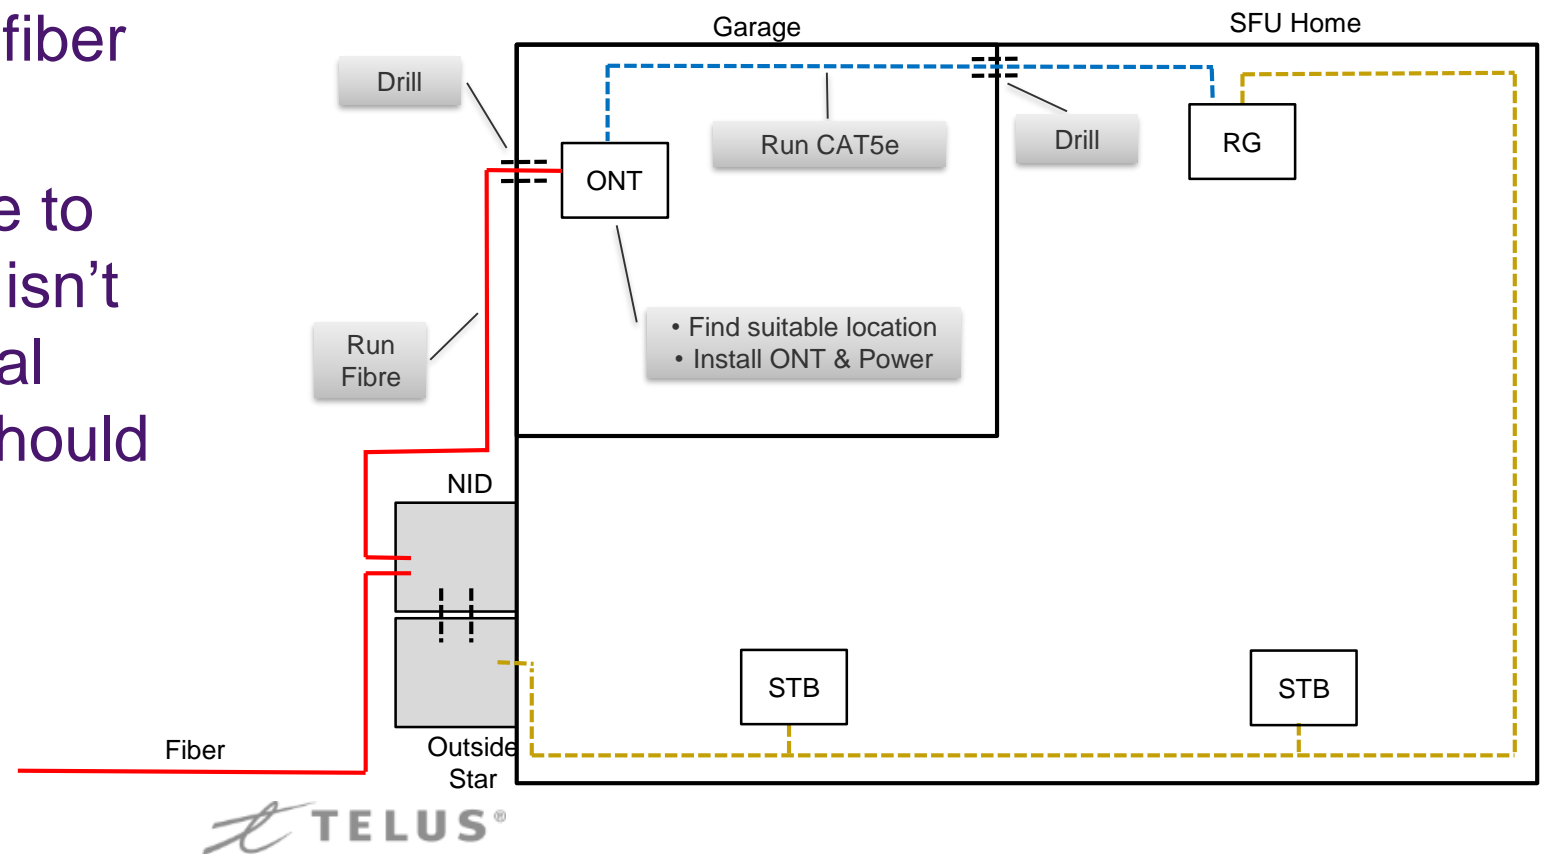 fiber
e to
isn't
al
hould
Garage
SFU Home
Drill
Run CAT5e
Drill
RG
ONT
• Find suitable location
• Install ONT & Power
Run
Fibre
NID
STB
STB
Fiber
Outside
Star
TELUS®